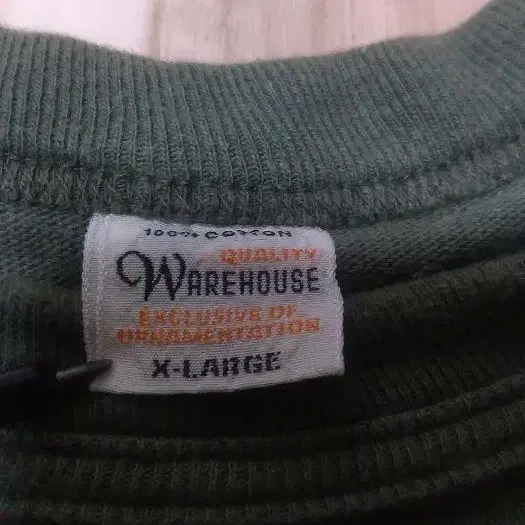 100% COTTON
QUALITY
WAREHOUSE
EXCLUSIVE OF
ORNAMENTATION
X-LARGE